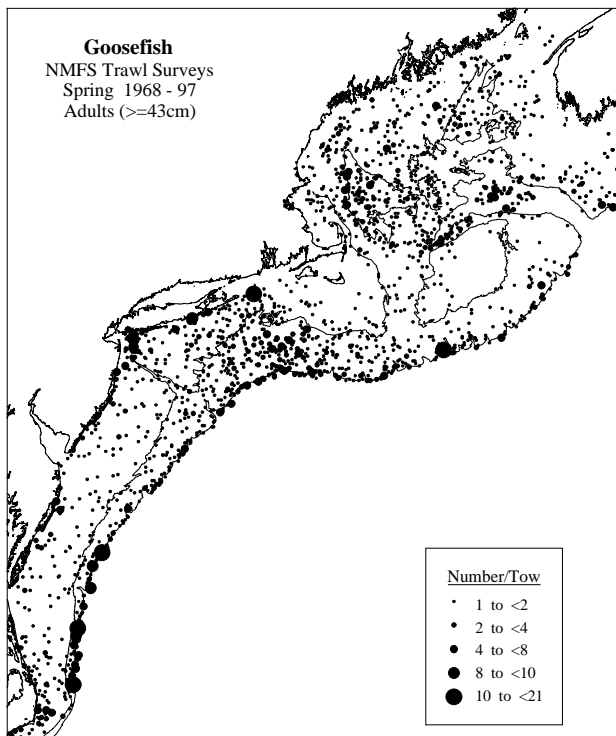 Goosefish
NMFS Trawl Surveys
Spring 1968 - 97
Adults (>=43cm)
Number/Tow
1 to <2
2 to <4
4 to <8
8 to <10
10 to <21